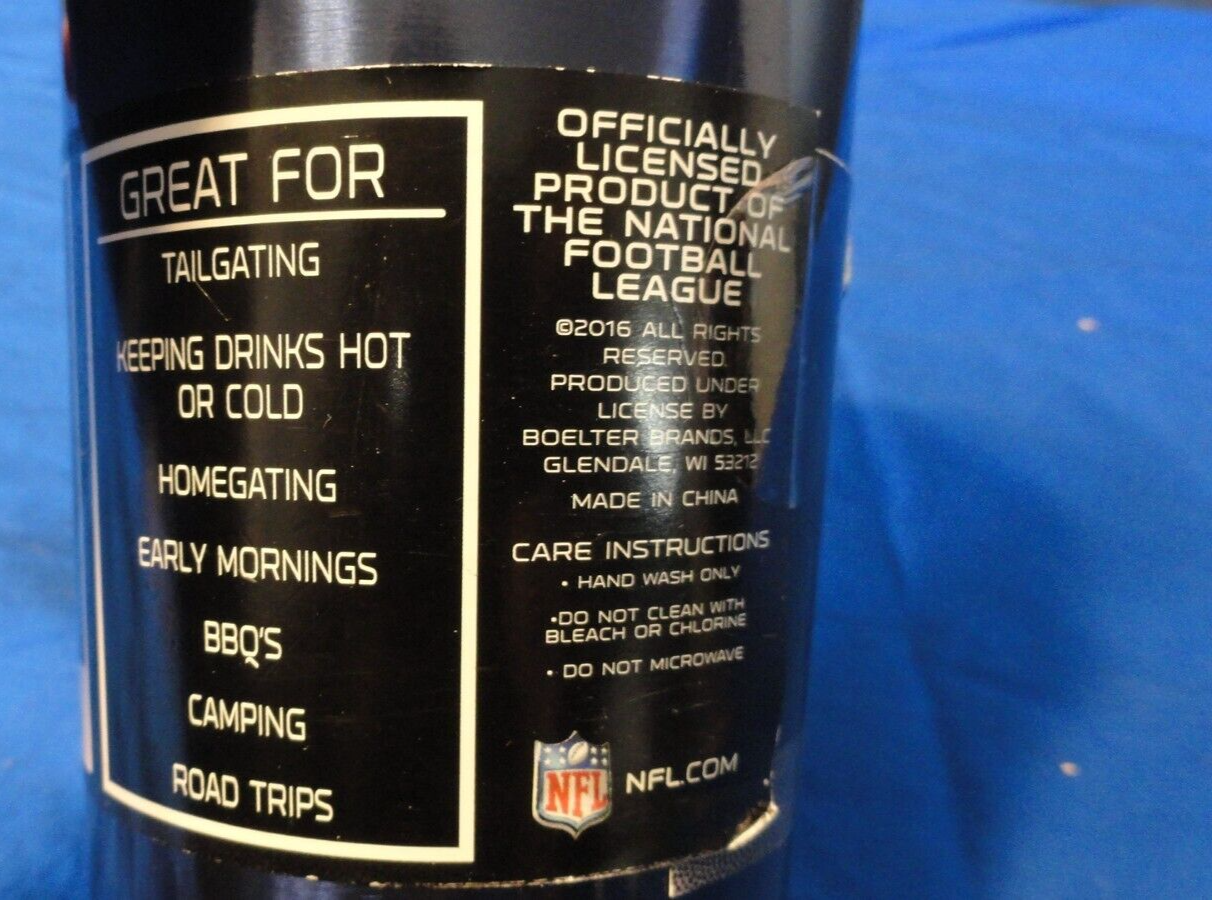 GREAT FOR
TAILGATING
KEEPING DRINKS HOT
OR COLD
HOMEGATING
EARLY MORNINGS
BBQ'S
CAMPING
ROAD TRIPS
OFFICIALLY
LICENSED
PRODUCT OF
THE NATIONAL
FOOTBALL
LEAGUE
©2016 ALL RIGHTS
RESERVED.
PRODUCED UNDER
LICENSE BY
BOELTER BRANDS, LLC
GLENDALE, WI 53212
MADE IN CHINA
CARE INSTRUCTIONS
• HAND WASH ONLY
•DO NOT CLEAN WITH
BLEACH OR CHLORINE
• DO NOT MICROWAVE
NFL NFL.COM